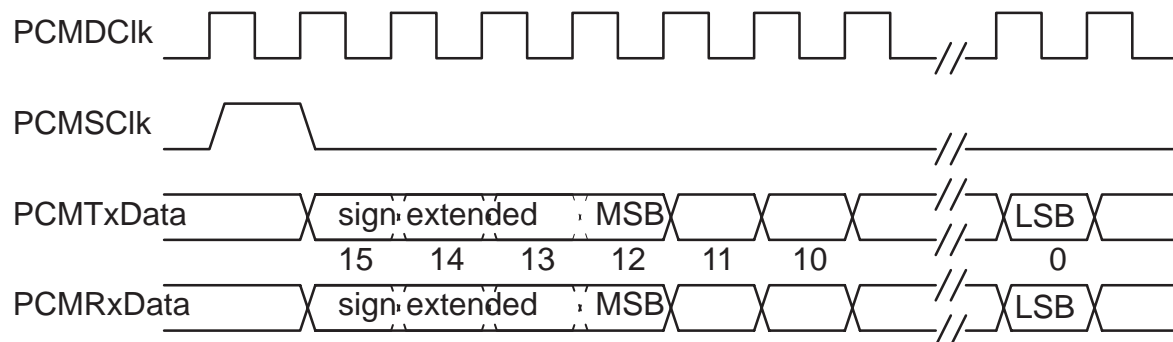 PCMDClk
PCMSClk
PCMTxData sign extended MSB LSB
15 14 13 12 11 10 0
PCMRxData sign extended MSB LSB